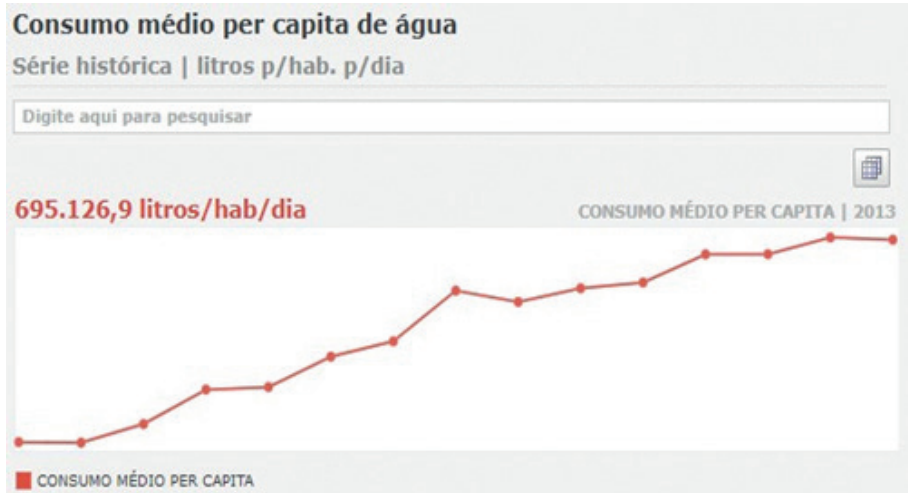 Consumo médio per capita de água
Série histórica | litros p/hab. p/dia
Digite aqui para pesquisar
695.126,9 litros/hab/dia
CONSUMO MÉDIO PER CAPITA | 2013
CONSUMO MÉDIO PER CAPITA